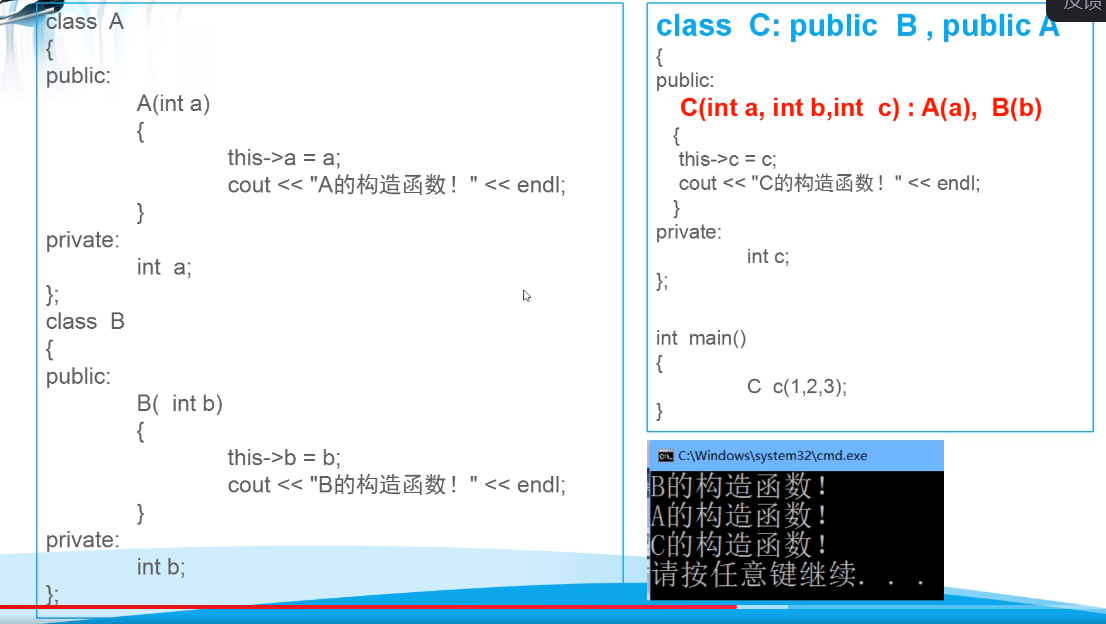 class A
{
public:
A(int a)
{
this->a = a;
cout << "A的构造函数！" << endl;
}
private:
int a;
};
class B
{
public:
B( int b)
{
this->b = b;
cout << "B的构造函数！" << endl;
}
private:
int b;
};
反馈
class C: public B , public A
{
public:
C(int a, int b,int c) : A(a), B(b)
{
this->c = c;
cout << "C的构造函数！" << endl;
}
private:
int c;
};
int main()
{
C c(1,2,3);
}
C:\Windows\system32\cmd.exe
B的构造函数！
A的构造函数！
C的构造函数！
请按任意键继续. . .